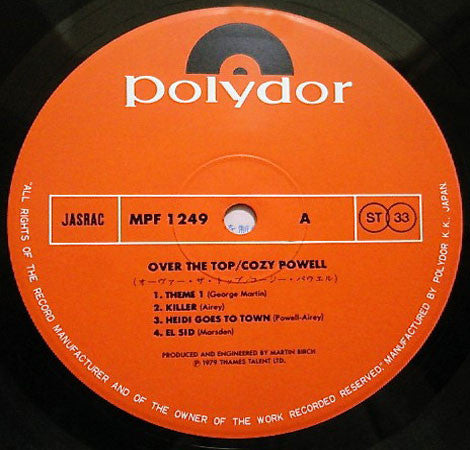 polydor
JASRAC MPF 1249 A ST 33
OVER THE TOP/COZY POWELL
(オーヴァー・ザ・トップ/コージー・パウエル)
1. THEME 1 (George Martin)
2. KILLER (Airey)
3. HEIDI GOES TO TOWN (Powell-Airey)
4. EL SID (Marsden)
PRODUCED AND ENGINEERED BY MARTIN BIRCH
Ⓟ 1979 THAMES TALENT LTD.
"ALL RIGHTS OF THE RECORD MANUFACTURER AND OF THE OWNER OF THE WORK RECORDED RESERVED" MANUFACTURED BY POLYDOR K.K. JAPAN.